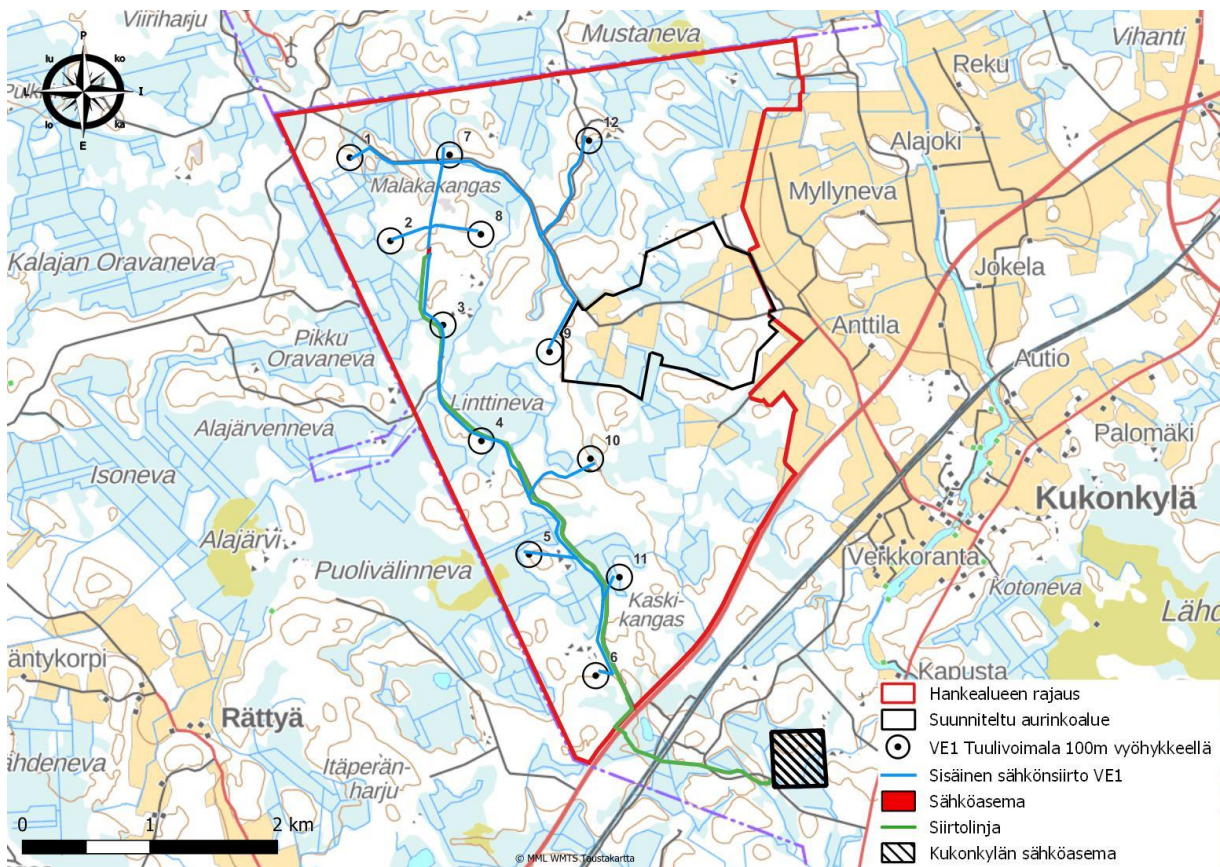 Viiriharju
Mustaneva
Vihanti
Reku
P
lu
ko
L
I
lo
ka
E
Alajoki
1
7
12
Malakakangas
Myllyneva
2
8
Kalajan Oravaneva
Jokela
3
Anttila
Pikku
Oravaneva
9
Autio
Linttineva
Alajärvenneva
4
10
Palomäki
Isoneva
Kukonkylä
Alajärvi
5
Puolivälinneva
11
Verkkoranta
Kaski-
kangas
Kotoneva
Lähd
6
äntykorpi
Kapusta
Rättyä
ähdeneva
Itäperän-
harju
Hankealueen rajaus
Suunniteltu aurinkoalue
VE1 Tuulivoimala 100m vyöhykkeellä
Sisäinen sähkönsiirto VE1
Sähköasema
Siirtolinja
Kukonkylän sähköasema
0 1 2 km
© MML WMTS Taustakartta